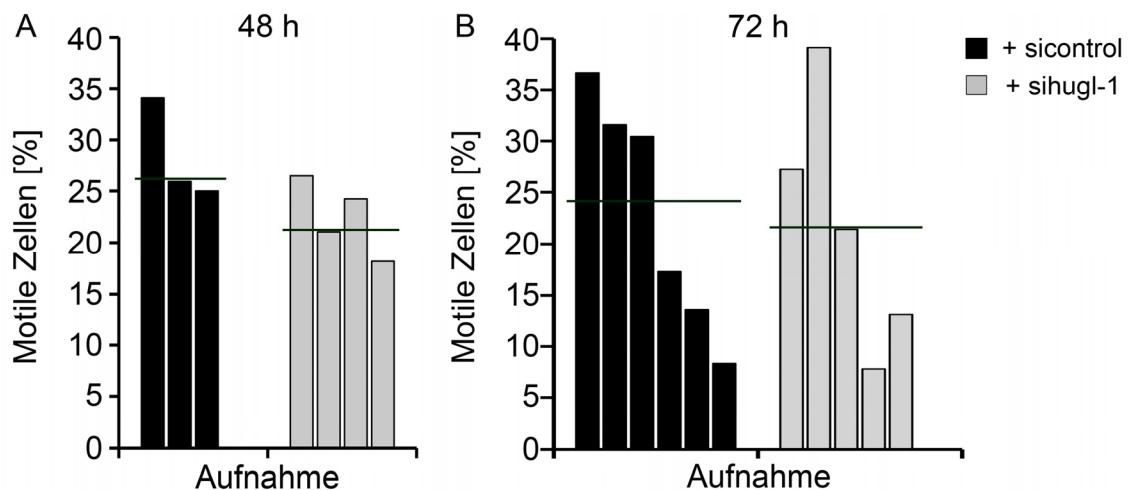 A
48 h
Motile Zellen [%]
40
35
30
25
20
15
10
5
0
Aufnahme
B
72 h
Motile Zellen [%]
40
35
30
25
20
15
10
5
0
Aufnahme
+ sicontrol
+ sihugl-1